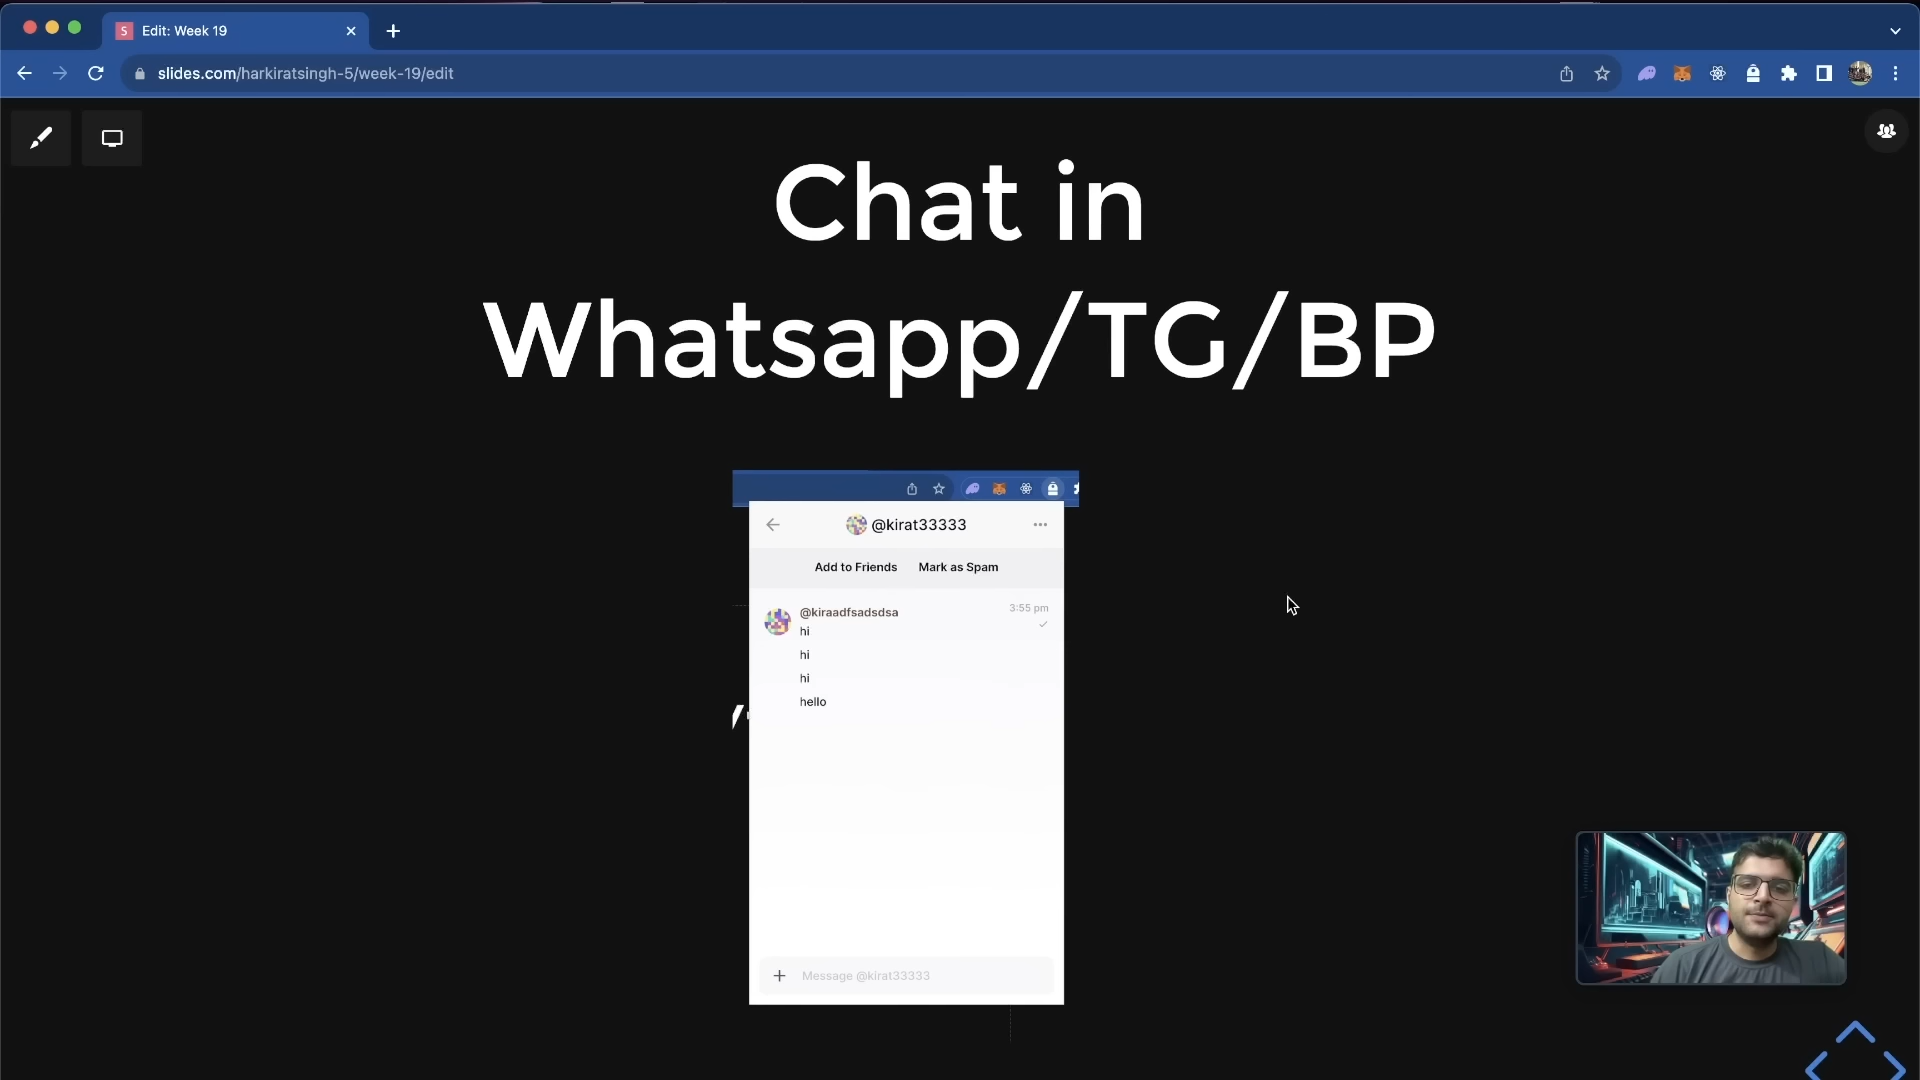 S Edit: Week 19
slides.com/harkiratsingh-5/week-19/edit
Chat in
Whatsapp/TG/BP
@kirat33333
Add to Friends Mark as Spam
@kiraadfsadsdsa 3:55 pm
hi
hi
hi
hello
Message @kirat33333